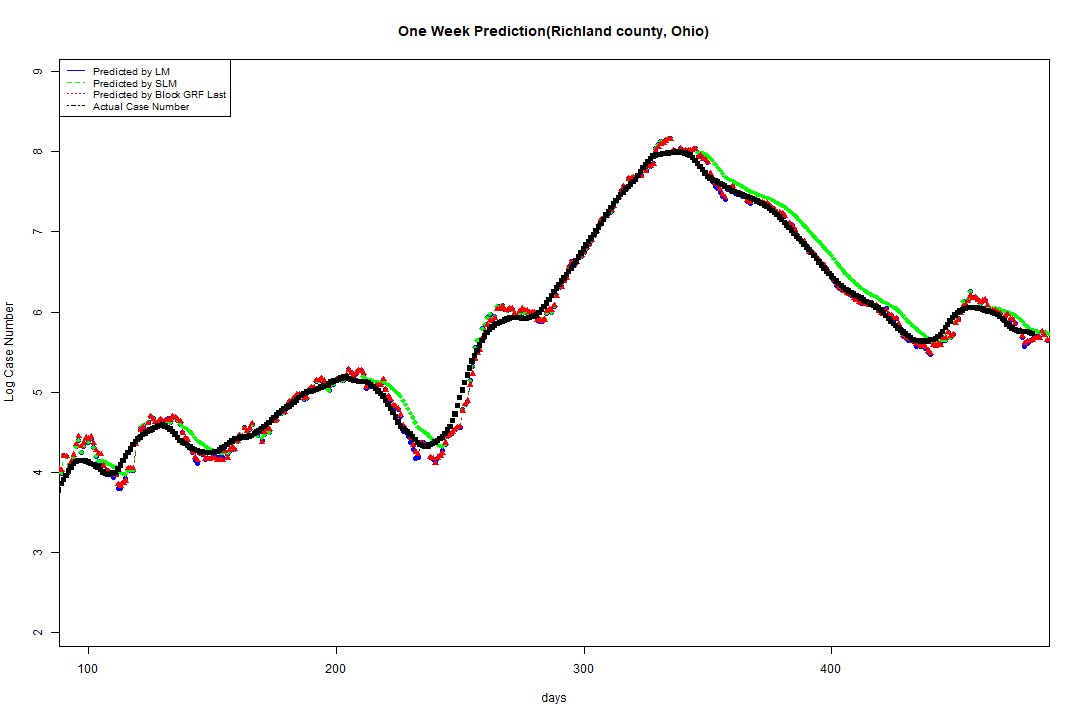 One Week Prediction(Richland county, Ohio)
Predicted by LM
Predicted by SLM
Predicted by Block GRF Last
Actual Case Number
9
8
7
6
5
4
3
2
Log Case Number
100 200 300 400
days